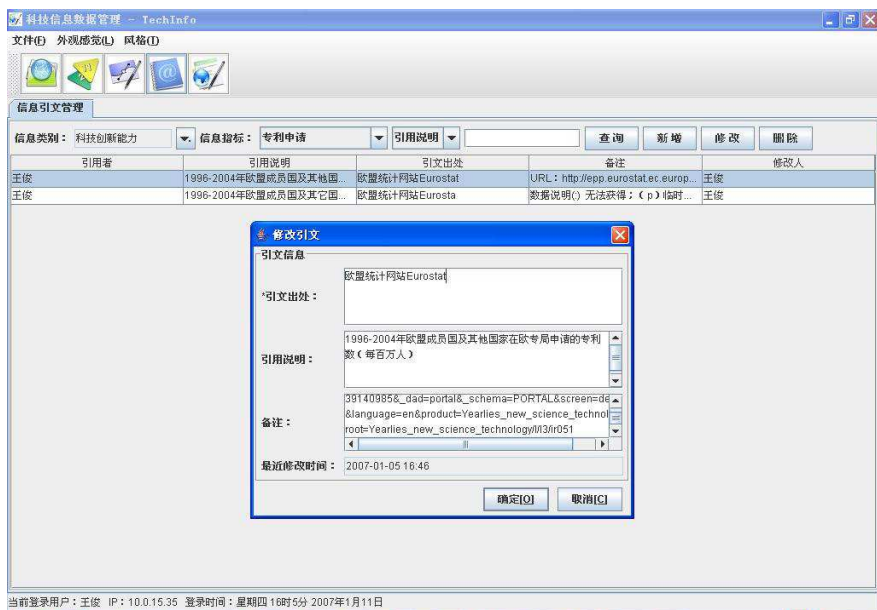 科技信息数据管理 - TechInfo
文件(F) 外观感觉(L) 风格(I)
信息引文管理
信息类别： 科技创新能力 信息指标： 专利申请 引用说明 查询 新增 修改 删除
引用者 引用说明 引文出处 备注 修改人
王俊 1996-2004年欧盟成员国及其他国... 欧盟统计网站Eurostat URL：http://epp.eurostat.ec.europ... 王俊
王俊 1996-2004年欧盟成员国及其它国... 欧盟统计网站Eurosta 数据说明(:) 无法获得；(p)临时... 王俊
修改引文
引文信息
*引文出处： 欧盟统计网站Eurostat
引用说明： 1996-2004年欧盟成员国及其他国家在欧专局申请的专利
数（每百万人）
备注： 39140985&_dad=portal&_schema=PORTAL&screen=de
&language=en&product=Yearlies_new_science_technol
root=Yearlies_new_science_technology/I/I3/ir051
最近修改时间： 2007-01-05 16:46
确定[O] 取消[C]
当前登录用户：王俊 IP：10.0.15.35 登录时间：星期四 16时5分 2007年1月11日